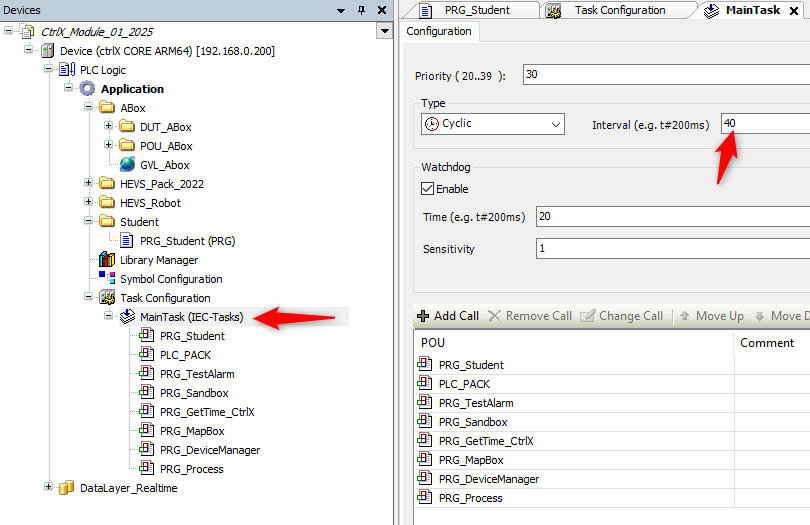 Devices
CtrlX_Module_01_2025
Device (ctrlX CORE ARM64) [192.168.0.200]
PLC Logic
Application
ABox
DUT_ABox
POU_ABox
GVL_Abox
HEVS_Pack_2022
HEVS_Robot
Student
PRG_Student (PRG)
Library Manager
Symbol Configuration
Task Configuration
MainTask (IEC-Tasks)
PRG_Student
PLC_PACK
PRG_TestAlarm
PRG_Sandbox
PRG_GetTime_CtrlX
PRG_MapBox
PRG_DeviceManager
PRG_Process
DataLayer_Realtime
PRG_Student Task Configuration MainTask
Configuration
Priority ( 20..39 ): 30
Type
Cyclic Interval (e.g. t#200ms) 40
Watchdog
Enable
Time (e.g. t#200ms) 20
Sensitivity 1
Add Call Remove Call Change Call Move Up Move D
POU Comment
PRG_Student
PLC_PACK
PRG_TestAlarm
PRG_Sandbox
PRG_GetTime_CtrlX
PRG_MapBox
PRG_DeviceManager
PRG_Process